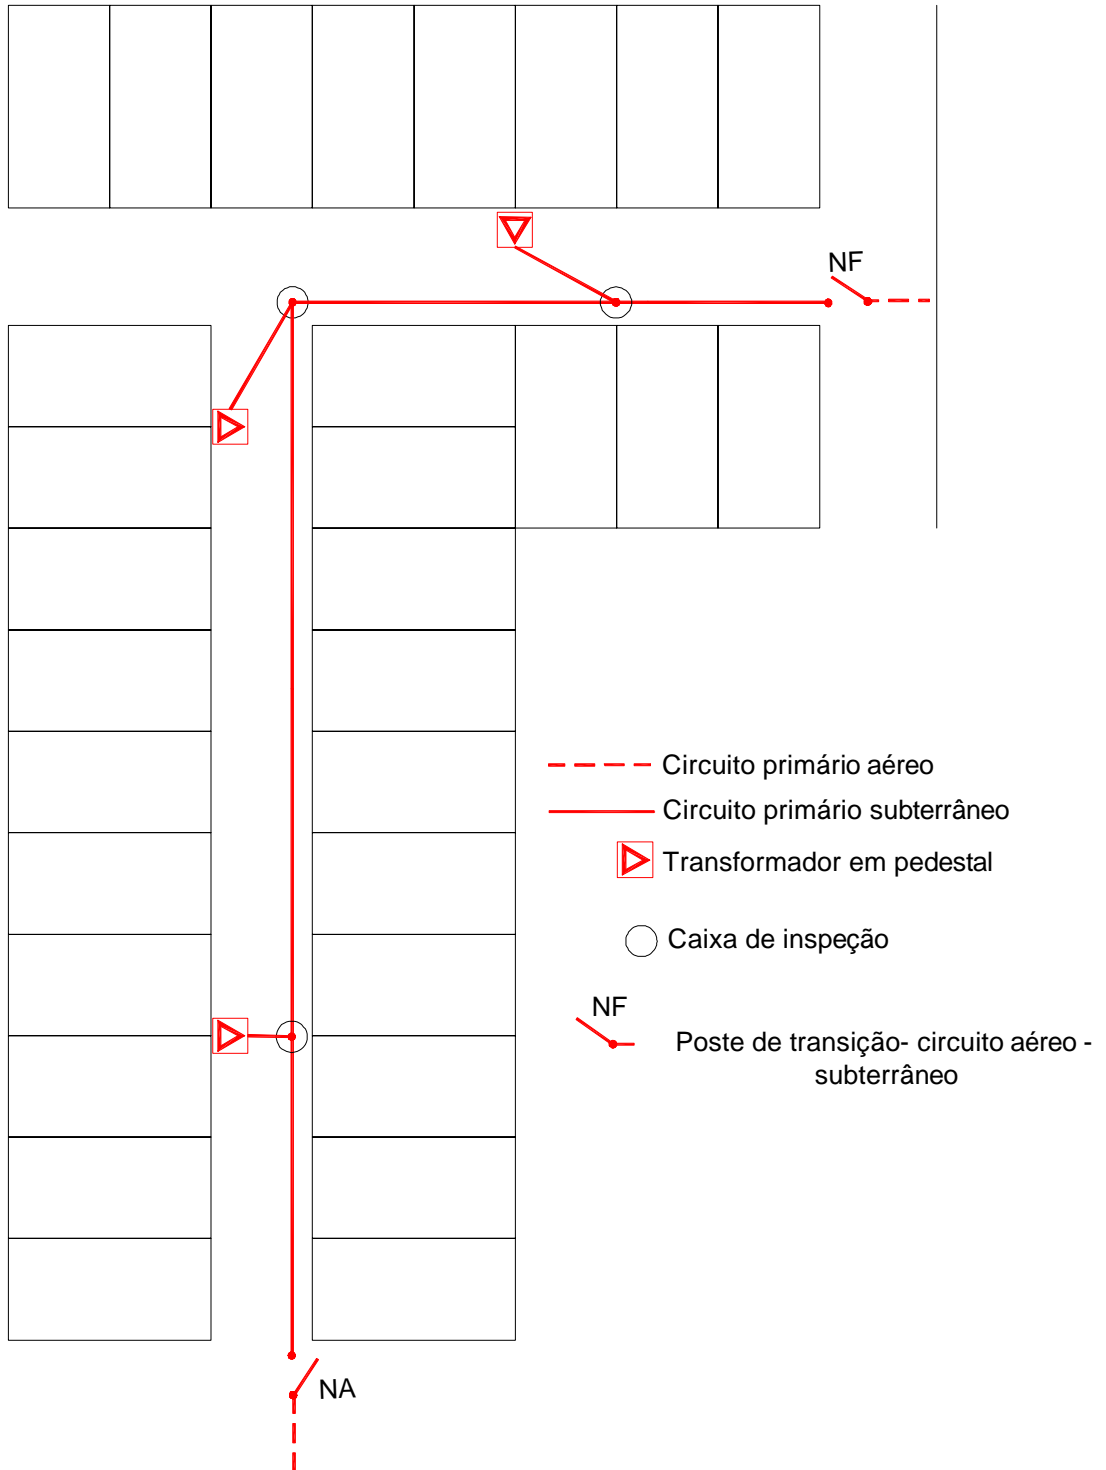 NF
Circuito primário aéreo
Circuito primário subterrâneo
Transformador em pedestal
Caixa de inspeção
NF
Poste de transição- circuito aéreo -
subterrâneo
NA